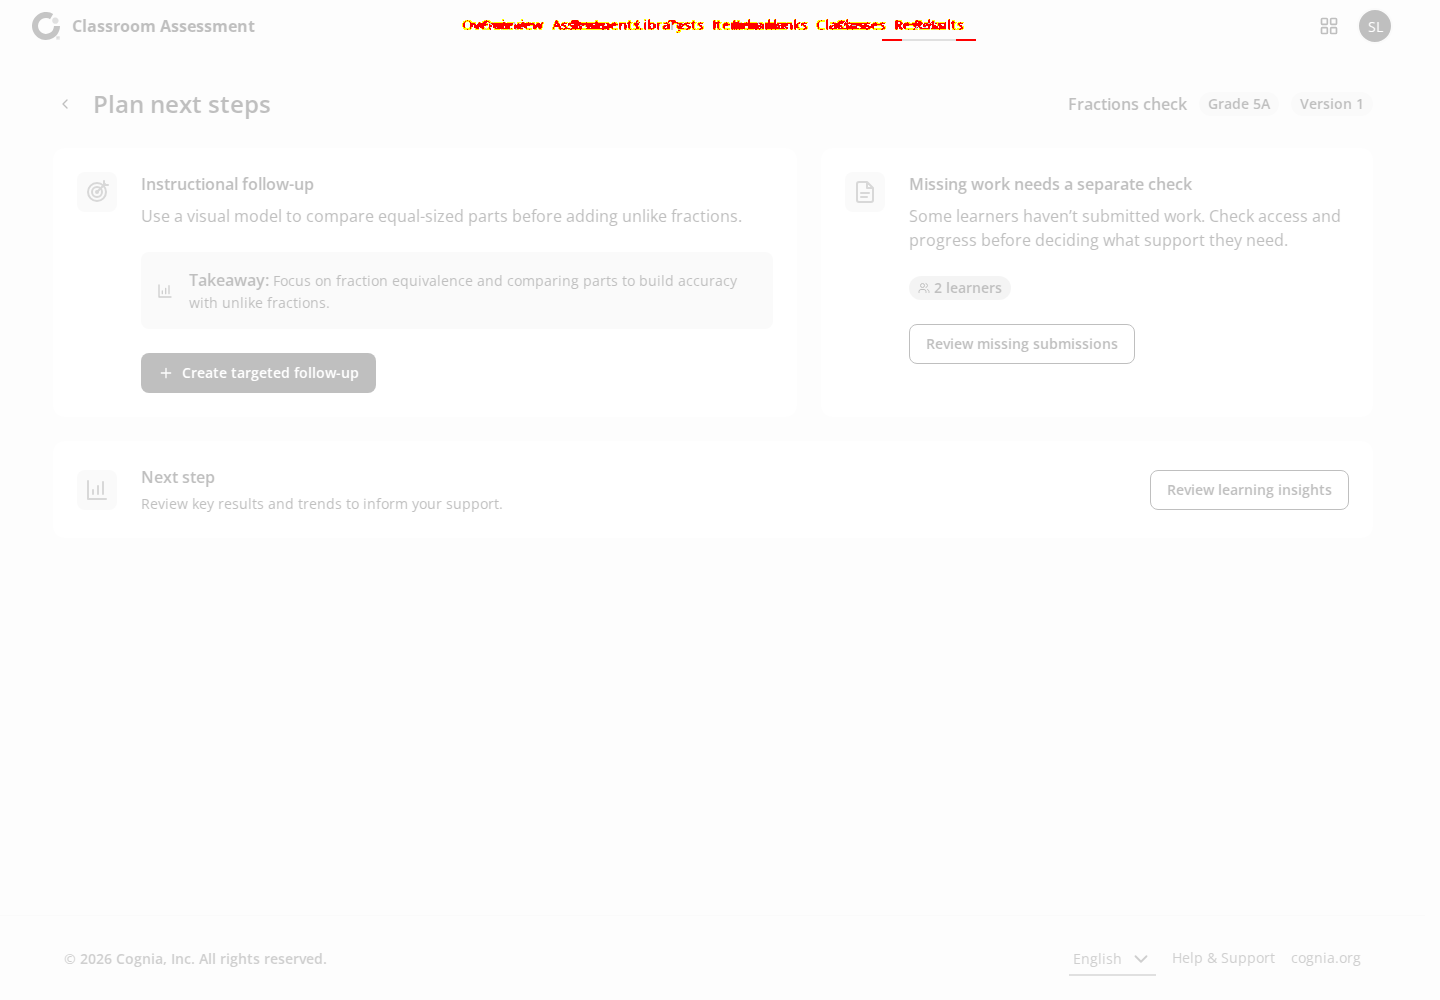 Classroom Assessment
SL
Plan next steps
Fractions check Grade 5A Version 1
Instructional follow-up
Use a visual model to compare equal-sized parts before adding unlike fractions.
Takeaway: Focus on fraction equivalence and comparing parts to build accuracy
with unlike fractions.
Create targeted follow-up
Missing work needs a separate check
Some learners haven’t submitted work. Check access and
progress before deciding what support they need.
2 learners
Review missing submissions
Next step
Review key results and trends to inform your support.
Review learning insights
© 2026 Cognia, Inc. All rights reserved.
English Help & Support cognia.org